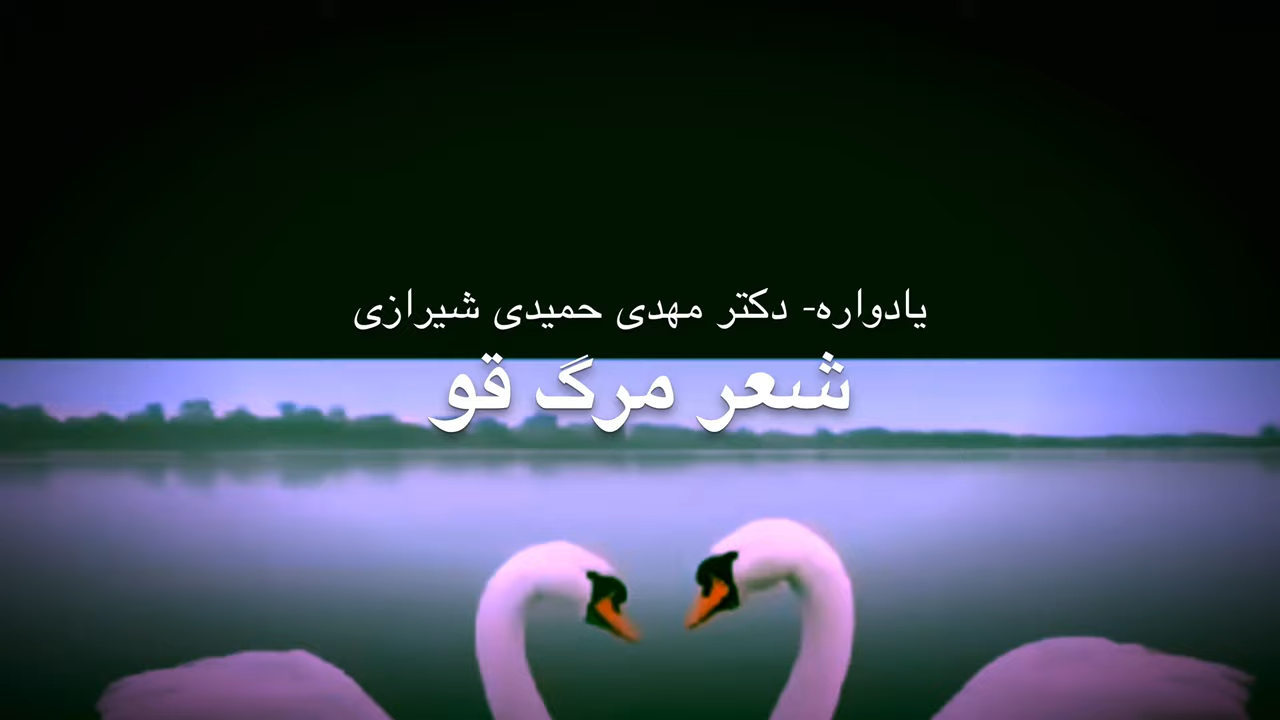 یادواره- دکتر مهدی حمیدی شیرازی
شعر مرگ قو